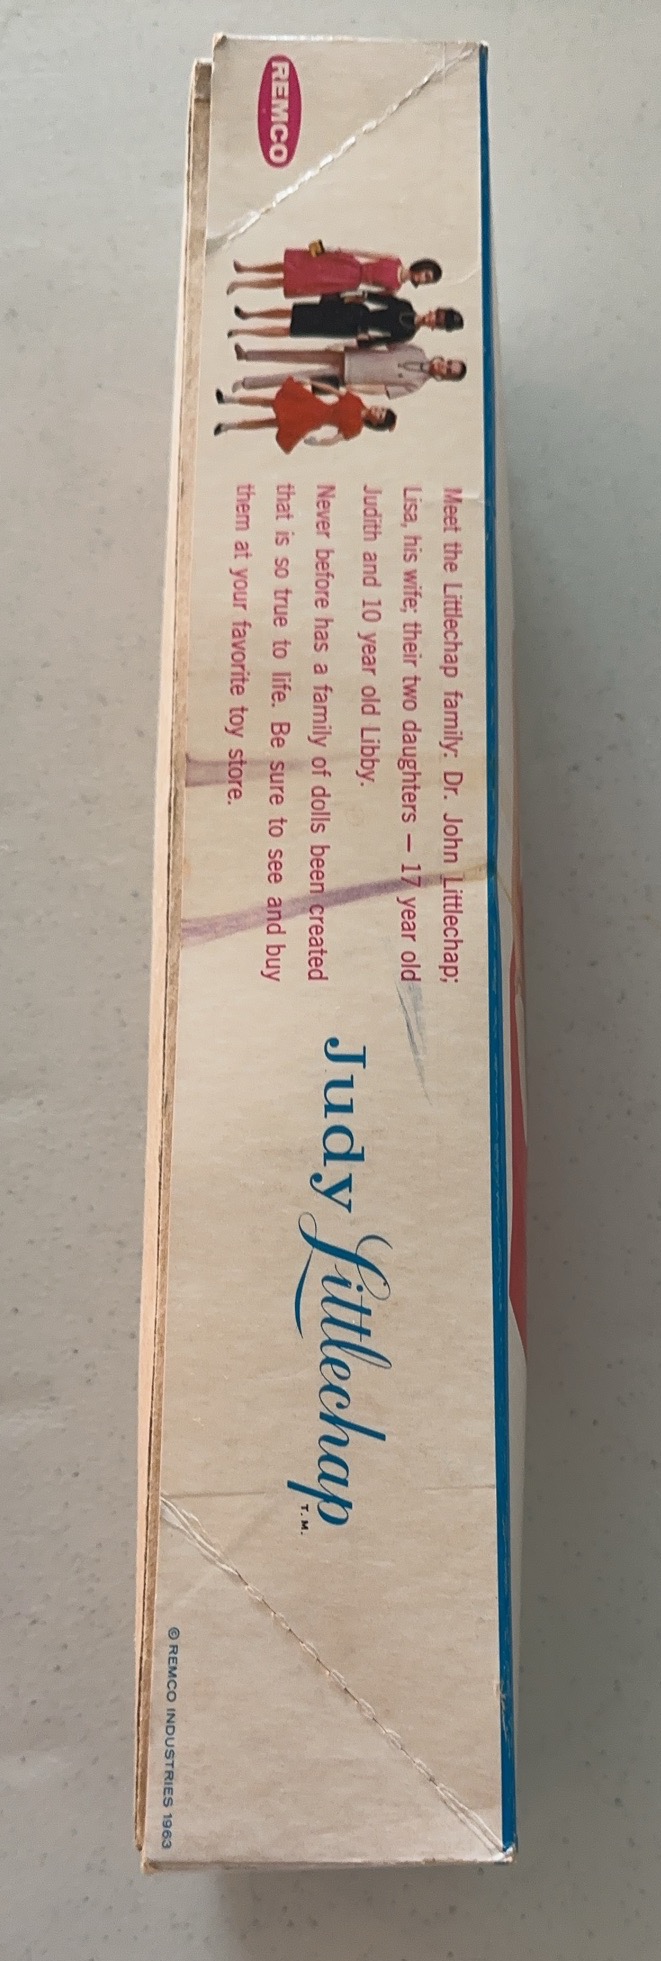 REMCO
Meet the Littlechap family: Dr. John Littlechap;
Lisa, his wife; their two daughters — 17 year old
Judith and 10 year old Libby.
Never before has a family of dolls been created
that is so true to life. Be sure to see and buy
them at your favorite toy store.
Judy Littlechap T.M.
© REMCO INDUSTRIES 1963